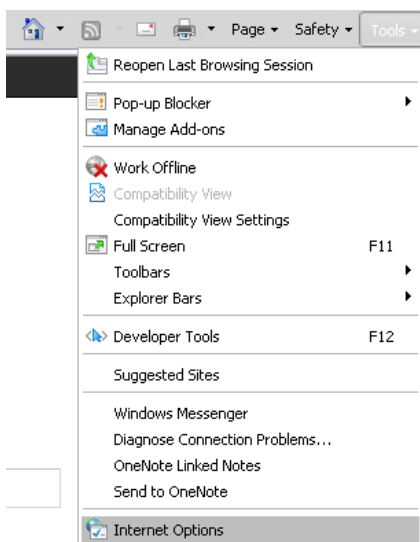 Page Safety Tools
Reopen Last Browsing Session
Pop-up Blocker
Manage Add-ons
Work Offline
Compatibility View
Compatibility View Settings
Full Screen F11
Toolbars
Explorer Bars
Developer Tools F12
Suggested Sites
Windows Messenger
Diagnose Connection Problems...
OneNote Linked Notes
Send to OneNote
Internet Options